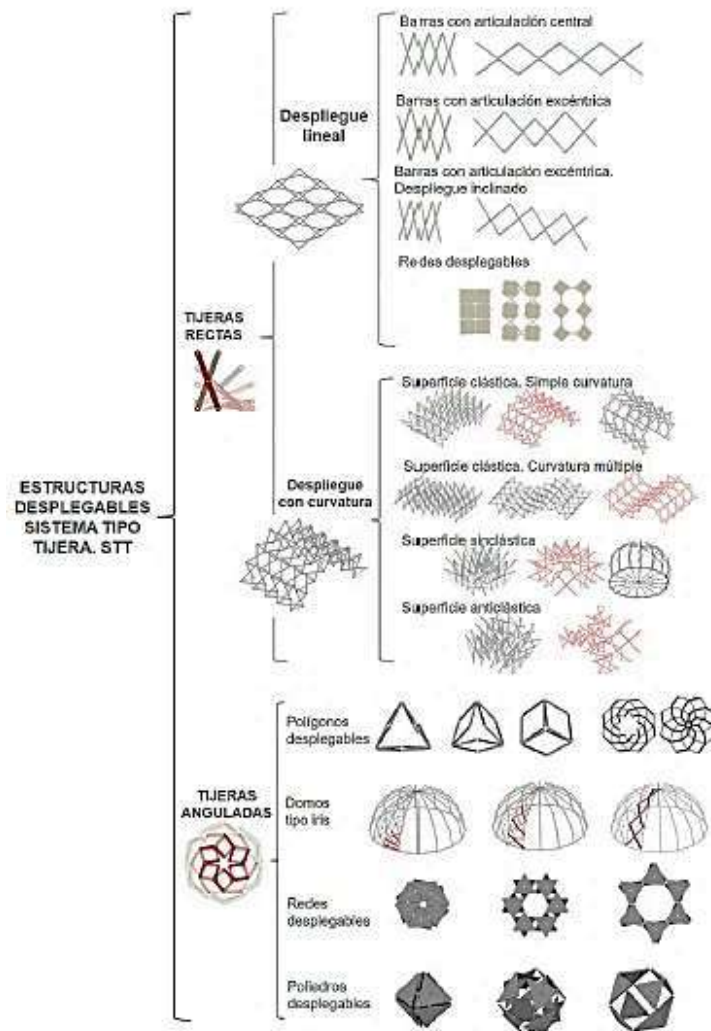 ESTRUCTURAS
DESPLEGABLES
SISTEMA TIPO
TIJERA. STT
TIJERAS
RECTAS
Despliegue
lineal
Barras con articulación central
Barras con articulación excéntrica
Barras con articulación excéntrica.
Despliegue inclinado
Redes desplegables
Despliegue
con curvatura
Superficie clástica. Simple curvatura
Superficie clástica. Curvatura múltiple
Superficie sinclástica
Superficie anticlástica
TIJERAS
ANGULADAS
Polígonos
desplegables
Domos
tipo iris
Redes
desplegables
Poliedros
desplegables